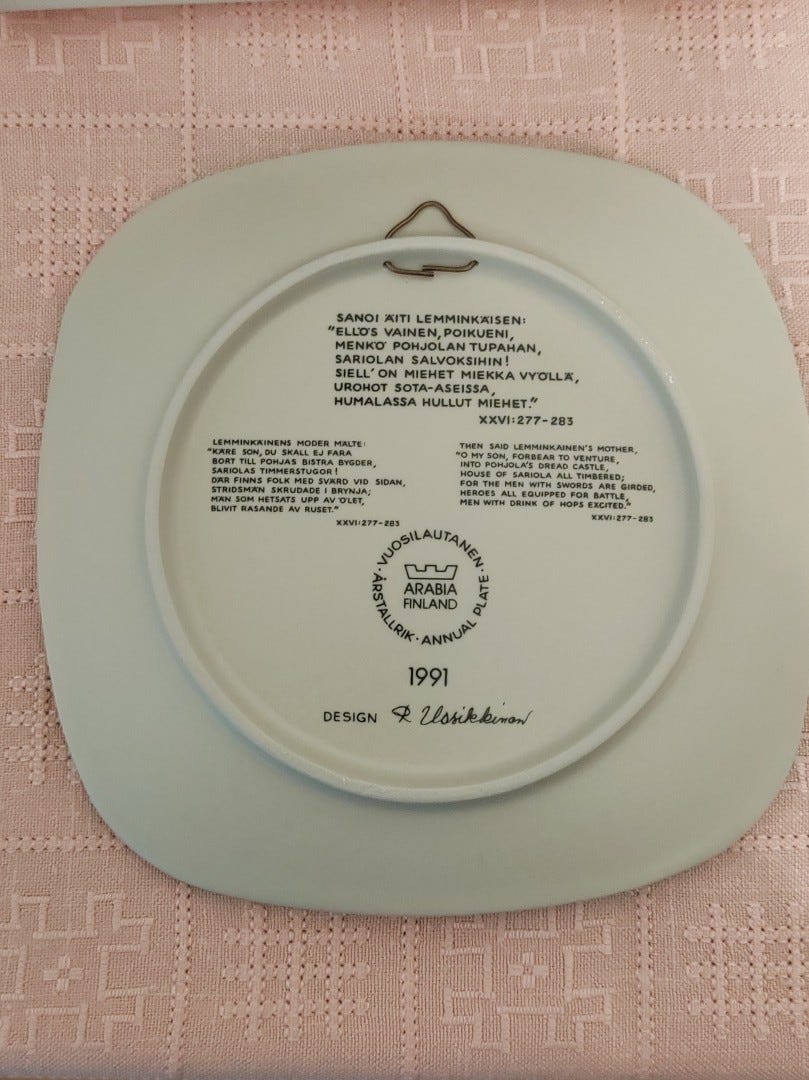 SANOI ÄITI LEMMINKÄISEN:
"ELLÖS VAINEN, POIKUENI,
MENKÖ POHJOLAN TUPAHAN,
SARIOLAN SALVOKSIHIN!
SIELL' ON MIEHET MIEKKA VYÖLLÄ,
UROHOT SOTA-ASEISSA,
HUMALASSA HULLUT MIEHET."
XXVI:277-283
LEMMINKÄINENS MODER MÄLTE:
"KÄRE SON, DU SKALL EJ FARA
BORT TILL POHJAS BISTRA BYGDER,
SARIOLAS TIMMERSTUGOR!
DÄR FINNS FOLK MED SVÄRD VID SIDAN,
STRIDSMÄN SKRUDADE I BRYNJA;
MÄN SOM HETSATS UPP AV ÖLET,
BLIVIT RASANDE AV RUSET."
XXVI:277-283
THEN SAID LEMMINKAINEN'S MOTHER,
"O MY SON, FORBEAR TO VENTURE,
INTO POHJOLA'S DREAD CASTLE,
HOUSE OF SARIOLA ALL TIMBERED;
FOR THE MEN WITH SWORDS ARE GIRDED,
HEROES ALL EQUIPPED FOR BATTLE,
MEN WITH DRINK OF HOPS EXCITED."
XXVI:277-283
·VUOSILAUTANEN·
ÅRSTALLRIK·ANNUAL PLATE
ARABIA
FINLAND
1991
DESIGN R Uosikkinen